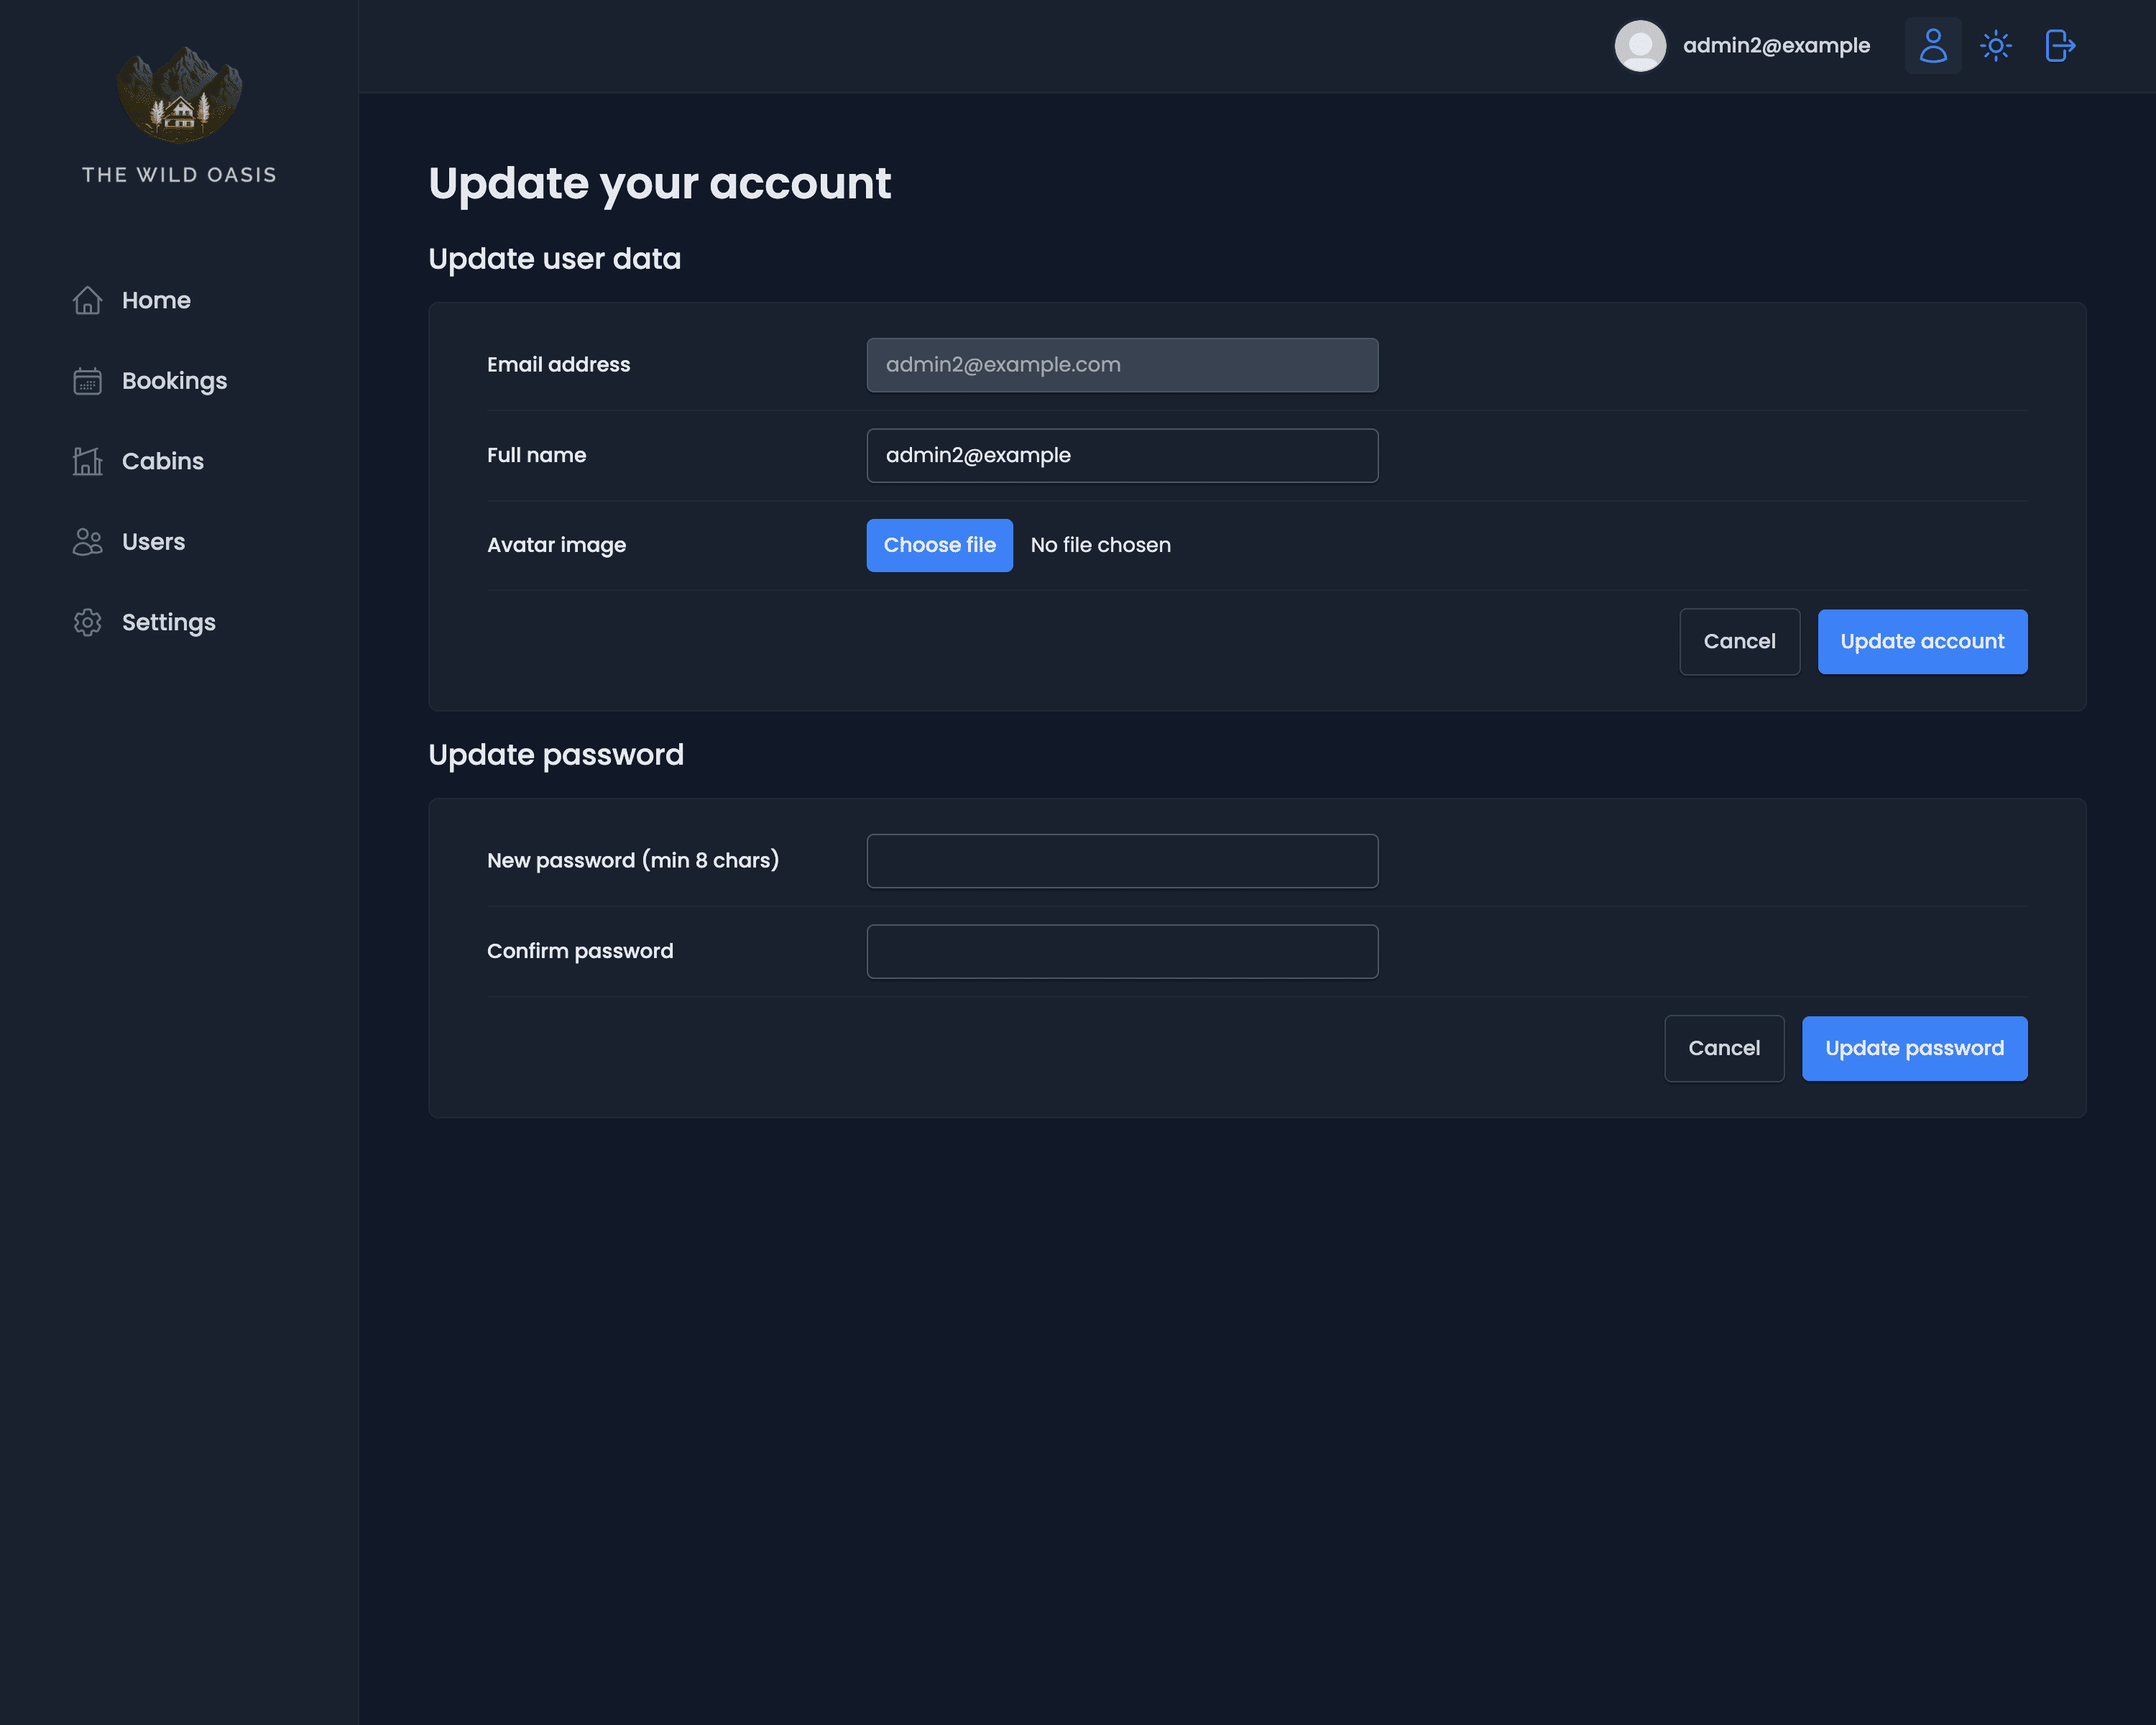 THE WILD OASIS
Home
Bookings
Cabins
Users
Settings
admin2@example
Update your account
Update user data
Email address
admin2@example.com
Full name
admin2@example
Avatar image
Choose file No file chosen
Cancel
Update account
Update password
New password (min 8 chars)
Confirm password
Cancel
Update password